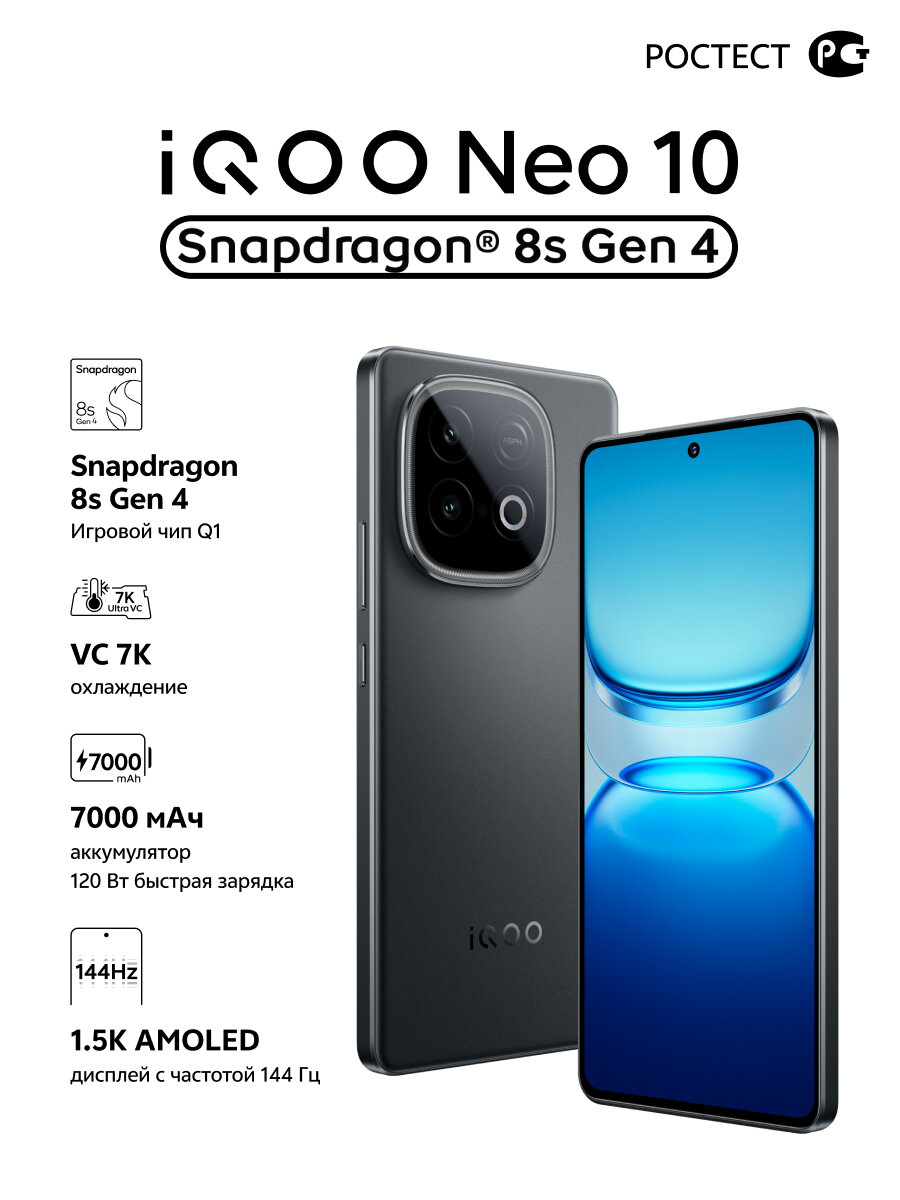 РОСТЕСТ РСТ
iQOO Neo 10
Snapdragon® 8s Gen 4
Snapdragon
8s
Gen 4
Snapdragon
8s Gen 4
Игровой чип Q1
7K
Ultra VC
VC 7K
охлаждение
7000
mAh
7000 мАч
аккумулятор
120 Вт быстрая зарядка
144Hz
1.5K AMOLED
дисплей с частотой 144 Гц
ASPH.
iQOO